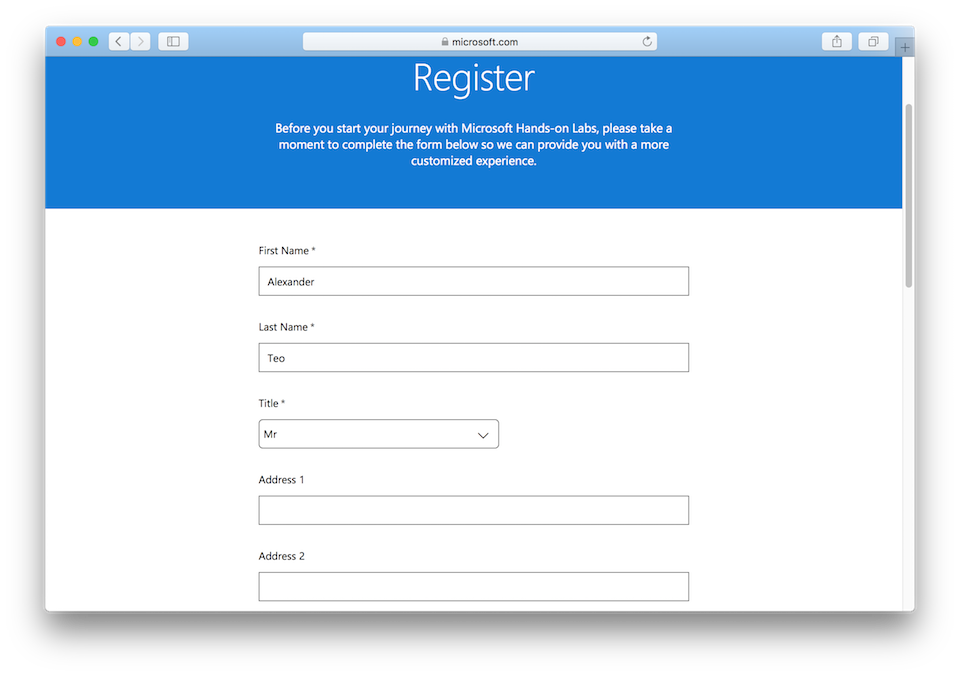 microsoft.com
Register
Before you start your journey with Microsoft Hands-on Labs, please take a
moment to complete the form below so we can provide you with a more
customized experience.
First Name *
Alexander
Last Name *
Teo
Title *
Mr
Address 1
Address 2